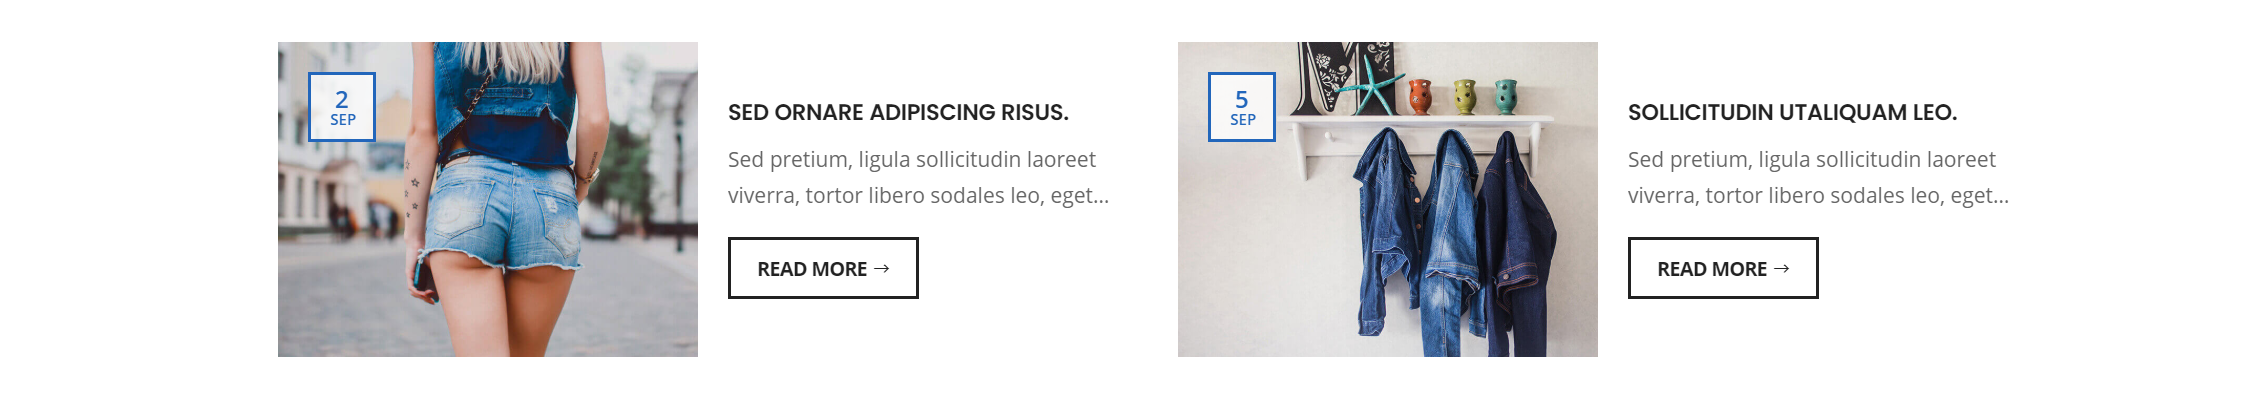 2
SEP
SED ORNARE ADIPISCING RISUS.
Sed pretium, ligula sollicitudin laoreet
viverra, tortor libero sodales leo, eget...
READ MORE →
5
SEP
SOLLICITUDIN UTALIQUAM LEO.
Sed pretium, ligula sollicitudin laoreet
viverra, tortor libero sodales leo, eget...
READ MORE →